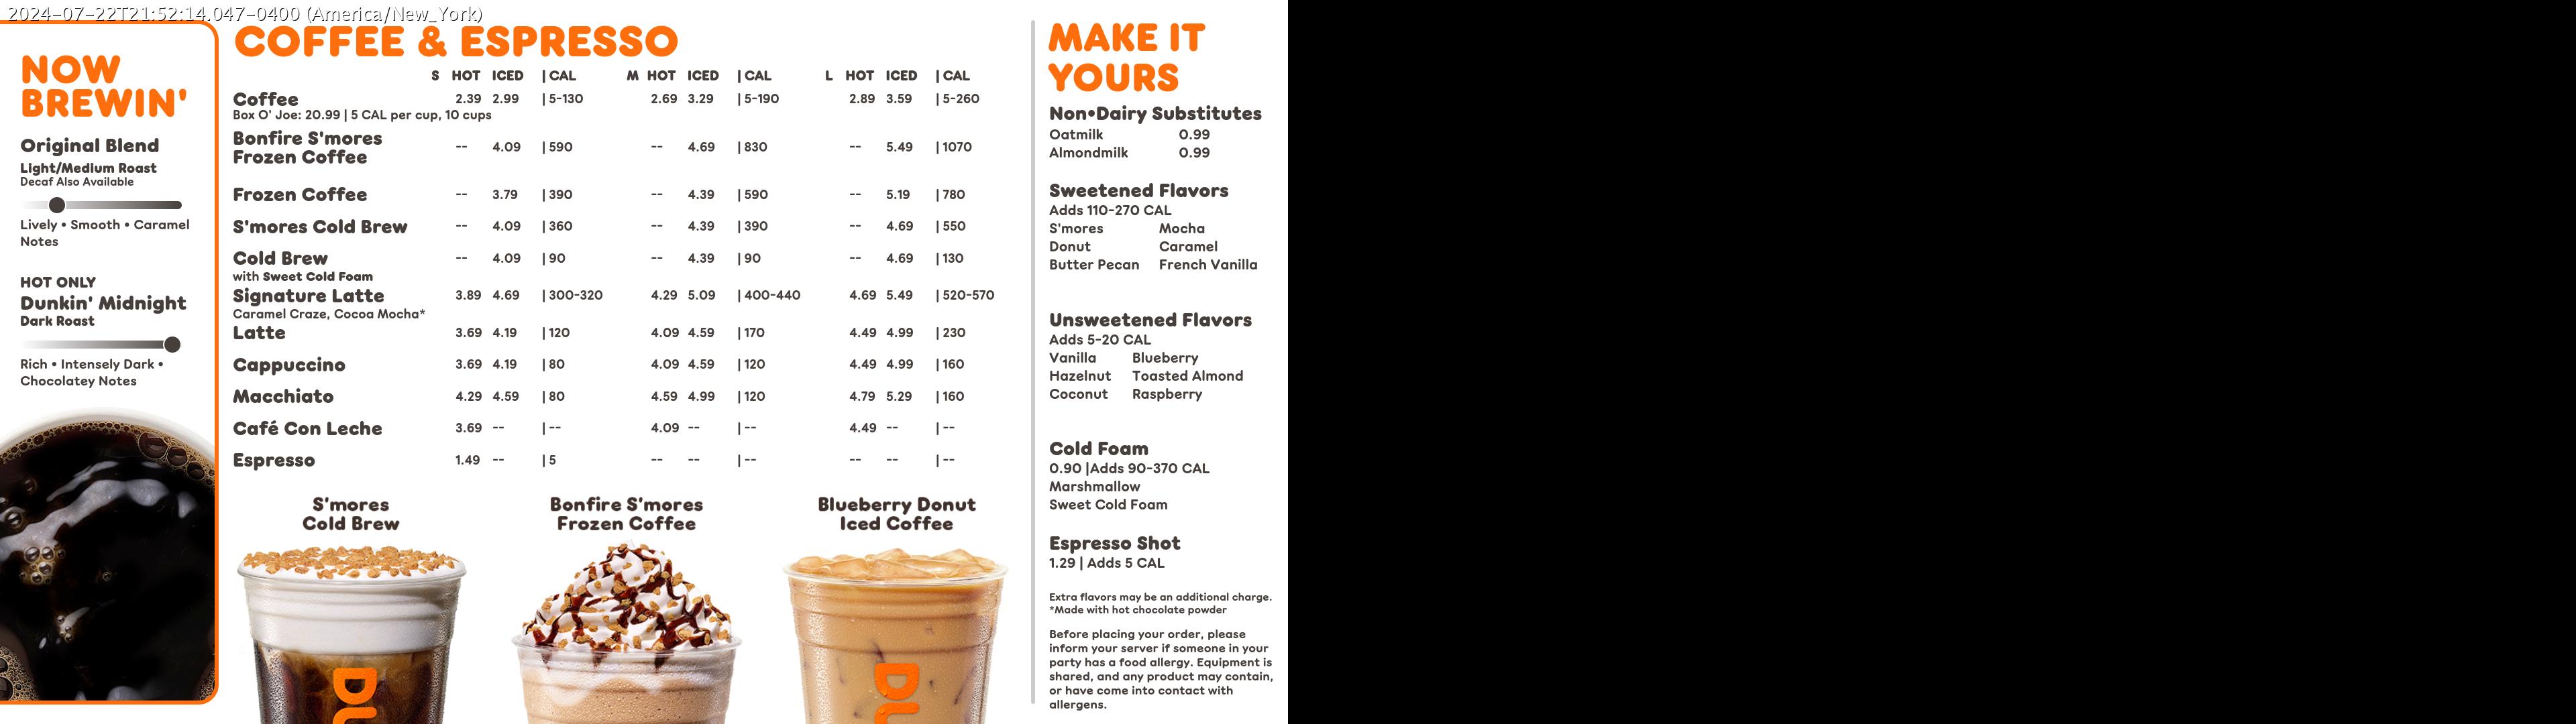 2024-07-22T21:52:14.047-0400 (America/New_York)
NOW
BREWIN'
Original Blend
Light/Medium Roast
Decaf Also Available
Lively • Smooth • Caramel
Notes
HOT ONLY
Dunkin' Midnight
Dark Roast
Rich • Intensely Dark •
Chocolatey Notes
COFFEE & ESPRESSO
S HOT ICED | CAL M HOT ICED | CAL L HOT ICED | CAL
Coffee 2.39 2.99 | 5-130 2.69 3.29 | 5-190 2.89 3.59 | 5-260
Box O' Joe: 20.99 | 5 CAL per cup, 10 cups
Bonfire S'mores
Frozen Coffee -- 4.09 | 590 -- 4.69 | 830 -- 5.49 | 1070
Frozen Coffee -- 3.79 | 390 -- 4.39 | 590 -- 5.19 | 780
S'mores Cold Brew -- 4.09 | 360 -- 4.39 | 390 -- 4.69 | 550
Cold Brew -- 4.09 | 90 -- 4.39 | 90 -- 4.69 | 130
with Sweet Cold Foam
Signature Latte 3.89 4.69 | 300-320 4.29 5.09 | 400-440 4.69 5.49 | 520-570
Caramel Craze, Cocoa Mocha*
Latte 3.69 4.19 | 120 4.09 4.59 | 170 4.49 4.99 | 230
Cappuccino 3.69 4.19 | 80 4.09 4.59 | 120 4.49 4.99 | 160
Macchiato 4.29 4.59 | 80 4.59 4.99 | 120 4.79 5.29 | 160
Café Con Leche 3.69 -- | -- 4.09 -- | -- 4.49 -- | --
Espresso 1.49 -- | 5 -- -- | -- -- -- | --
S'mores
Cold Brew
Bonfire S'mores
Frozen Coffee
Blueberry Donut
Iced Coffee
DU
DU
MAKE IT
YOURS
Non•Dairy Substitutes
Oatmilk 0.99
Almondmilk 0.99
Sweetened Flavors
Adds 110-270 CAL
S'mores Mocha
Donut Caramel
Butter Pecan French Vanilla
Unsweetened Flavors
Adds 5-20 CAL
Vanilla Blueberry
Hazelnut Toasted Almond
Coconut Raspberry
Cold Foam
0.90 |Adds 90-370 CAL
Marshmallow
Sweet Cold Foam
Espresso Shot
1.29 | Adds 5 CAL
Extra flavors may be an additional charge.
*Made with hot chocolate powder
Before placing your order, please
inform your server if someone in your
party has a food allergy. Equipment is
shared, and any product may contain,
or have come into contact with
allergens.